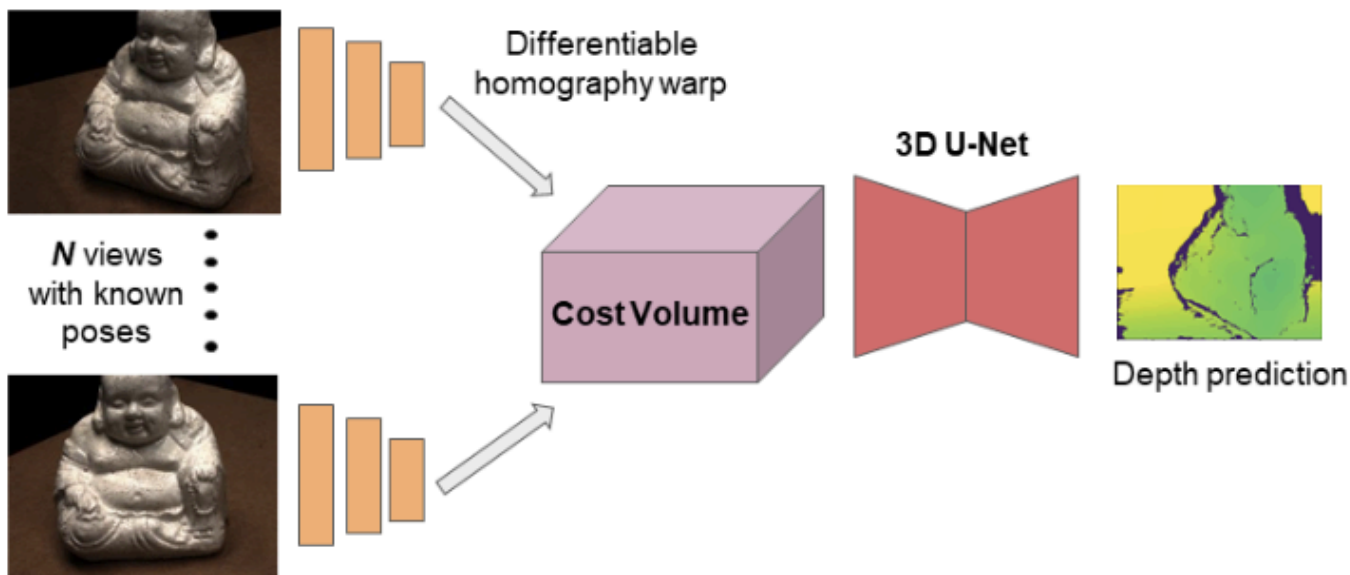 Differentiable
homography warp
3D U-Net
N views
with known
poses
Cost Volume
Depth prediction